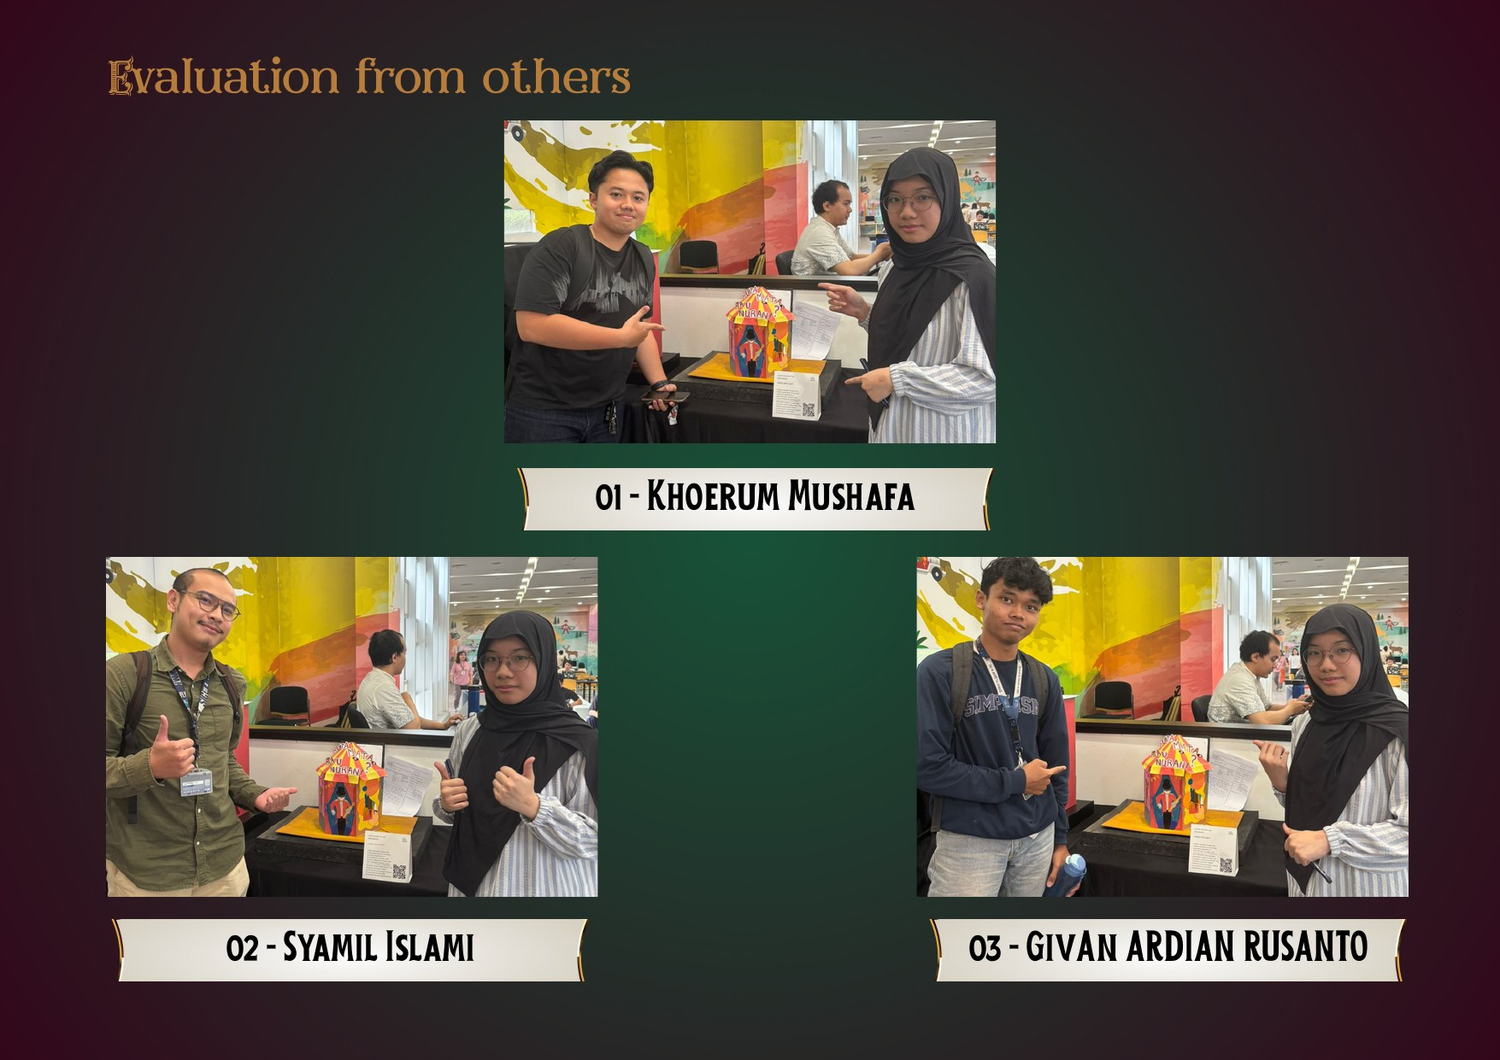 Evaluation from others
01 - Khoerum Mushafa
02 - Syamil Islami
03 - Givan Ardian Rusanto